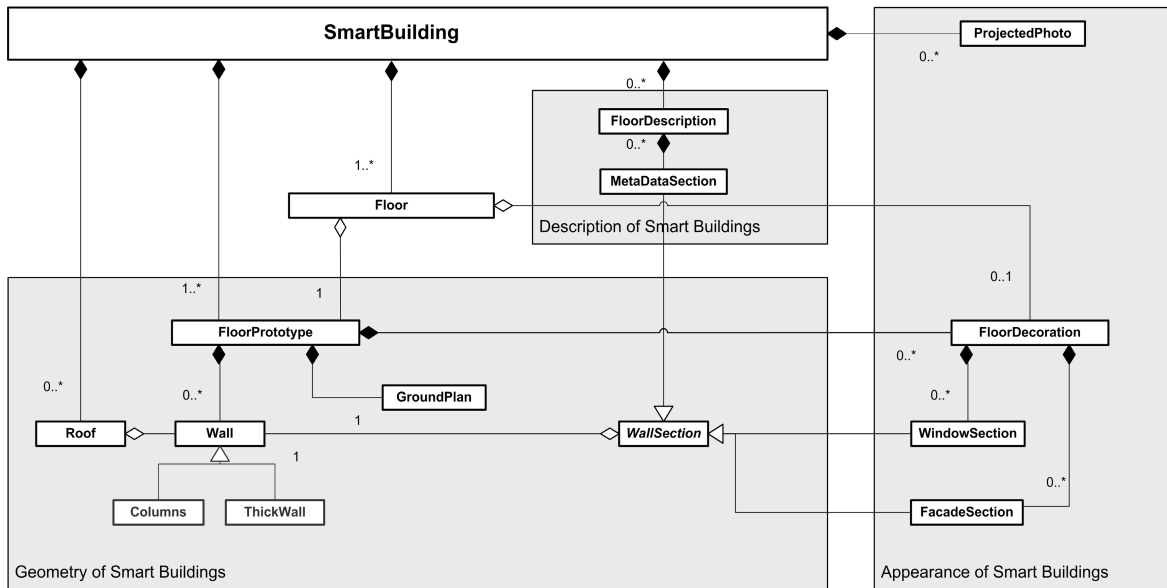 SmartBuilding
ProjectedPhoto
0..*
0..*
FloorDescription
0..*
MetaDataSection
1..*
Floor
Description of Smart Buildings
0..1
1..*
1
FloorPrototype
FloorDecoration
0..*
0..*
0..*
0..*
GroundPlan
1
Roof
Wall
WallSection
WindowSection
1
0..*
Columns
ThickWall
FacadeSection
Geometry of Smart Buildings
Appearance of Smart Buildings